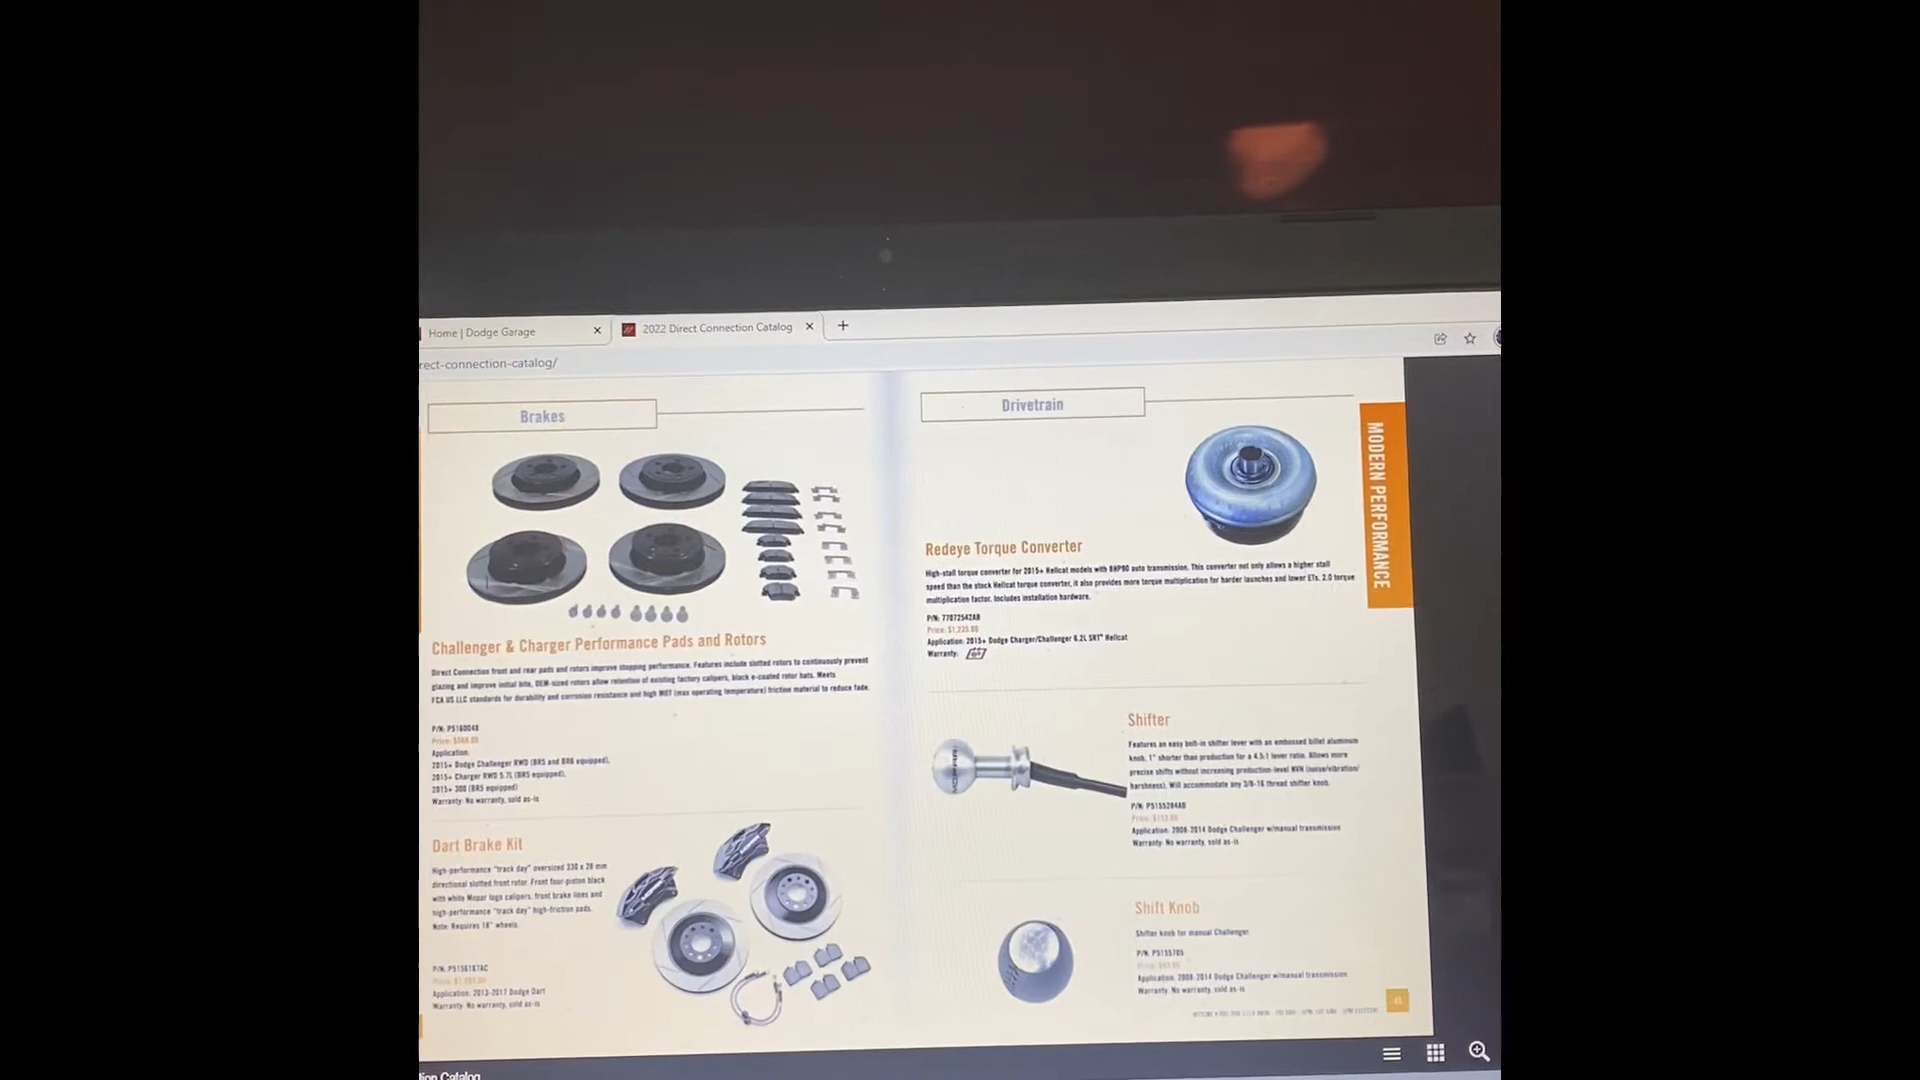 Home | Dodge Garage
2022 Direct Connection Catalog
rect-connection-catalog/
Brakes
Challenger & Charger Performance Pads and Rotors
Direct Connection front and rear pads and rotors improve stopping performance. Features include slotted rotors to continuously prevent
glazing and improve initial bite, OEM-sized rotors allow retention of existing factory calipers, black e-coated rotor hats. Meets
FCA US LLC standards for durability and corrosion resistance and high MOT (max operating temperature) friction material to reduce fade.
P/N: P5160048
Price:
Application:
2015+ Dodge Challenger RWD (BR5 and BR6 equipped),
2015+ Charger RWD 5.7L (BR5 equipped),
2015+ 300 (BR5 equipped)
Warranty: No warranty, sold as-is
Dart Brake Kit
High-performance "track day" oversized 330 x 28 mm
directional slotted front rotor. Front four-piston black
with white Mopar logo calipers, front brake lines and
high-performance "track day" high-friction pads.
Note: Requires 18" wheels.
P/N: P5156187AC
Price:
Application: 2013-2017 Dodge Dart
Warranty: No warranty, sold as-is
Drivetrain
Redeye Torque Converter
High-stall torque converter for 2015+ Hellcat models with 8HP90 auto transmission. This converter not only allows a higher stall
speed than the stock Hellcat torque converter, it also provides more torque multiplication for harder launches and lower ETs. 2.0 torque
multiplication factor. Includes installation hardware.
P/N: 77072542AB
Price: $1,235.00
Application: 2015+ Dodge Charger/Challenger 6.2L SRT® Hellcat
Warranty:
Shifter
Features an easy bolt-in shifter lever with an embossed billet aluminum
knob. 1" shorter than production for a 4.5:1 lever ratio. Allows more
precise shifts without increasing production-level NVH (noise/vibration/
harshness). Will accommodate any 3/8-16 thread shifter knob.
P/N: P5155284AB
Price:
Application: 2008-2014 Dodge Challenger w/manual transmission
Warranty: No warranty, sold as-is
Shift Knob
Shifter knob for manual Challenger
P/N: P5155705
Price:
Application: 2008-2014 Dodge Challenger w/manual transmission
Warranty: No warranty, sold as-is
MODERN PERFORMANCE
tion Catalog